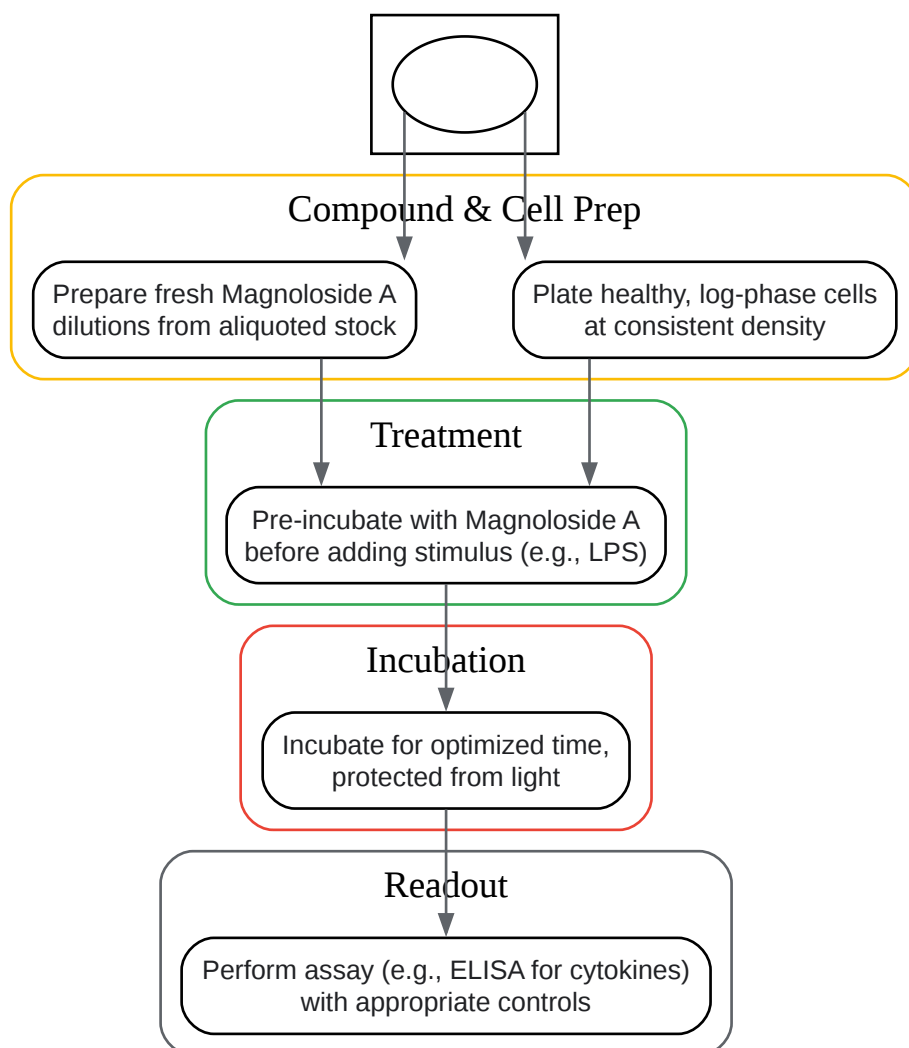 Compound & Cell Prep
Prepare fresh Magnoloside A
dilutions from aliquoted stock
Plate healthy, log-phase cells
at consistent density
Treatment
Pre-incubate with Magnoloside A
before adding stimulus (e.g., LPS)
Incubation
Incubate for optimized time,
protected from light
Readout
Perform assay (e.g., ELISA for cytokines)
with appropriate controls